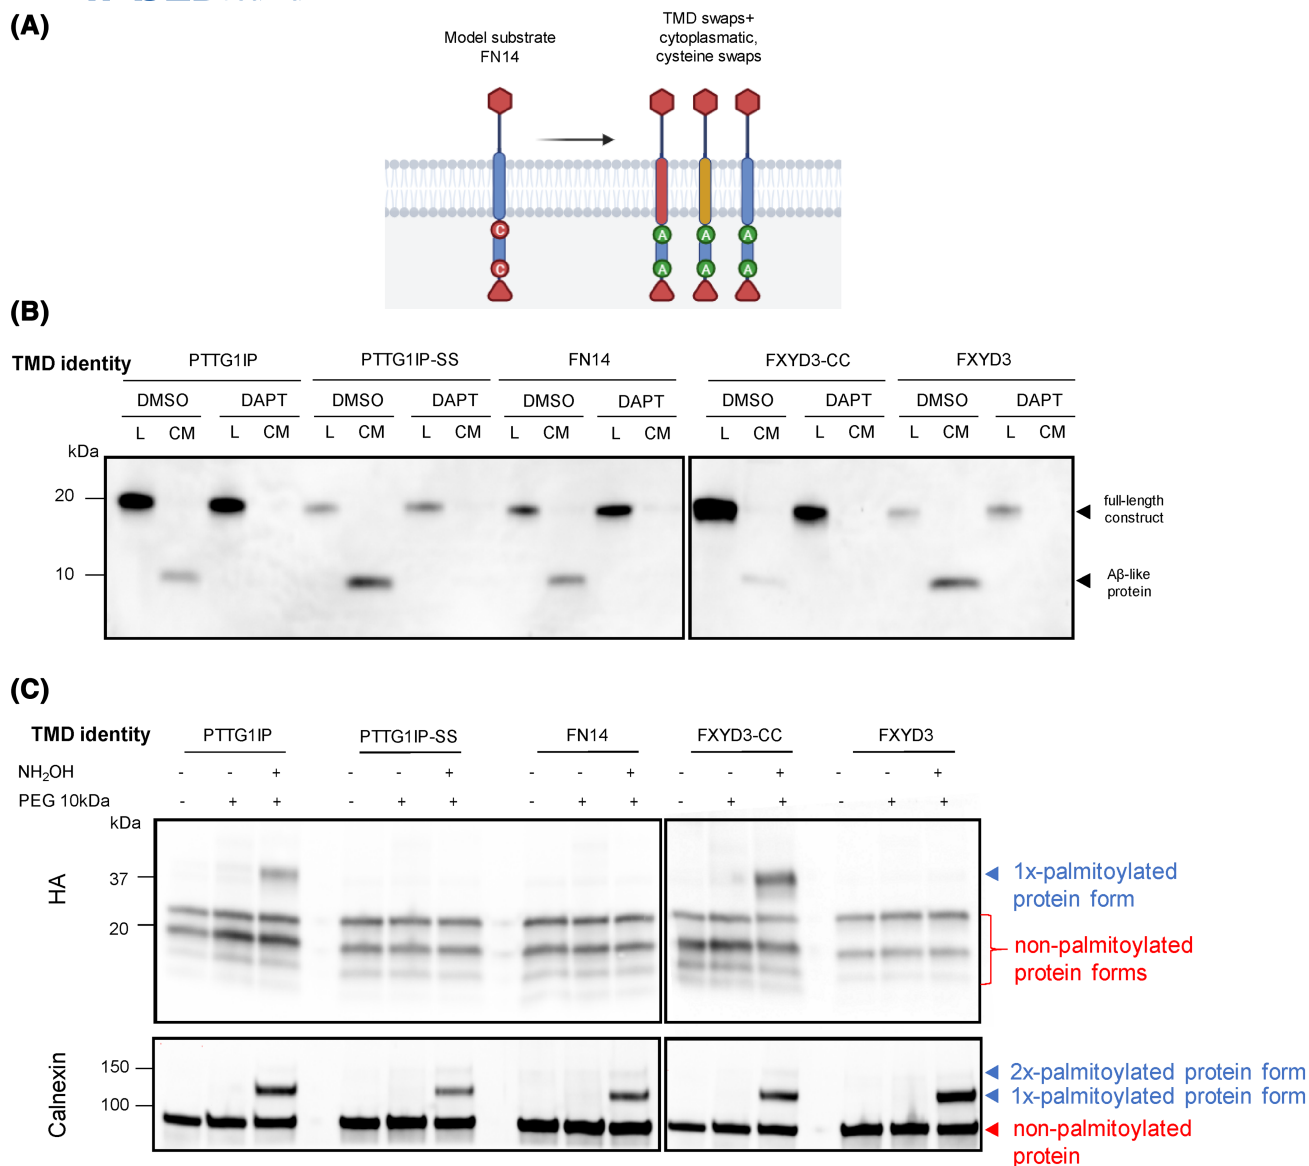 (A)
Model substrate
FN14
TMD swaps+
cytoplasmatic,
cysteine swaps
C
C
A A A
A A A
(B)
TMD identity PTTG1IP PTTG1IP-SS FN14 FXYD3-CC FXYD3
DMSO DAPT DMSO DAPT DMSO DAPT DMSO DAPT DMSO DAPT
L CM L CM L CM L CM L CM L CM L CM L CM L CM L CM
kDa
20
10
full-length
construct
Aβ-like
protein
(C)
TMD identity PTTG1IP PTTG1IP-SS FN14 FXYD3-CC FXYD3
NH₂OH - - + - - + - - + - - + - - +
PEG 10kDa - + + - + + - + + - + + - + +
kDa
HA
37
20
1x-palmitoylated
protein form
non-palmitoylated
protein forms
Calnexin
150
100
2x-palmitoylated protein form
1x-palmitoylated protein form
non-palmitoylated
protein